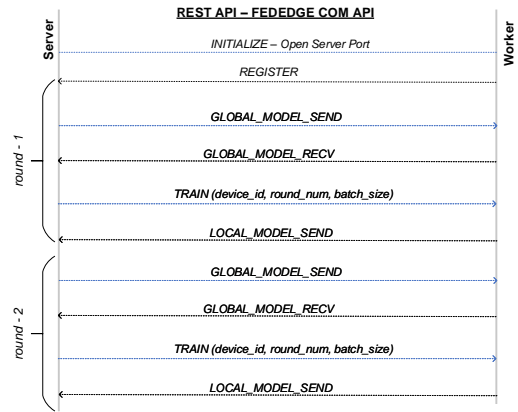 REST API – FEDEDGE COM API
Server
Worker
INITIALIZE – Open Server Port
REGISTER
round - 1
GLOBAL_MODEL_SEND
GLOBAL_MODEL_RECV
TRAIN (device_id, round_num, batch_size)
LOCAL_MODEL_SEND
round - 2
GLOBAL_MODEL_SEND
GLOBAL_MODEL_RECV
TRAIN (device_id, round_num, batch_size)
LOCAL_MODEL_SEND